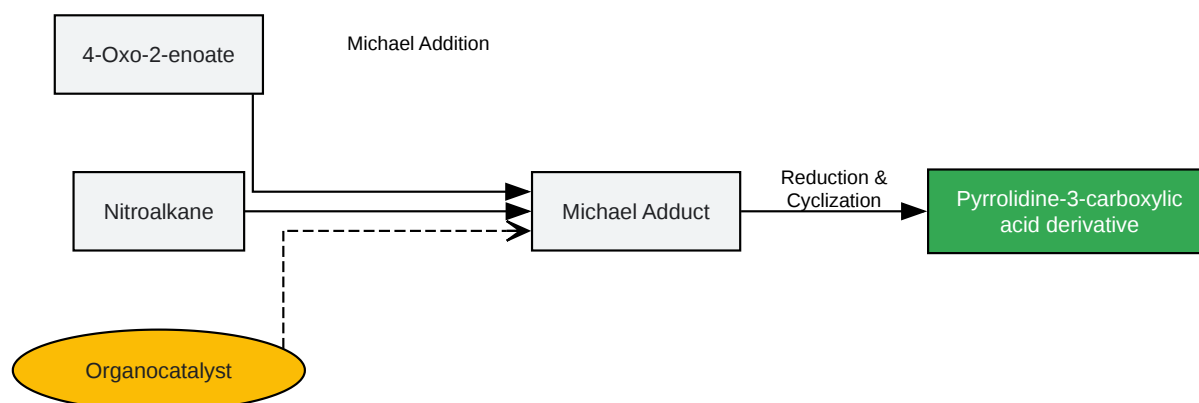 4-Oxo-2-enoate
Michael Addition
Nitroalkane
Michael Adduct
Reduction &
Cyclization
Pyrrolidine-3-carboxylic
acid derivative
Organocatalyst